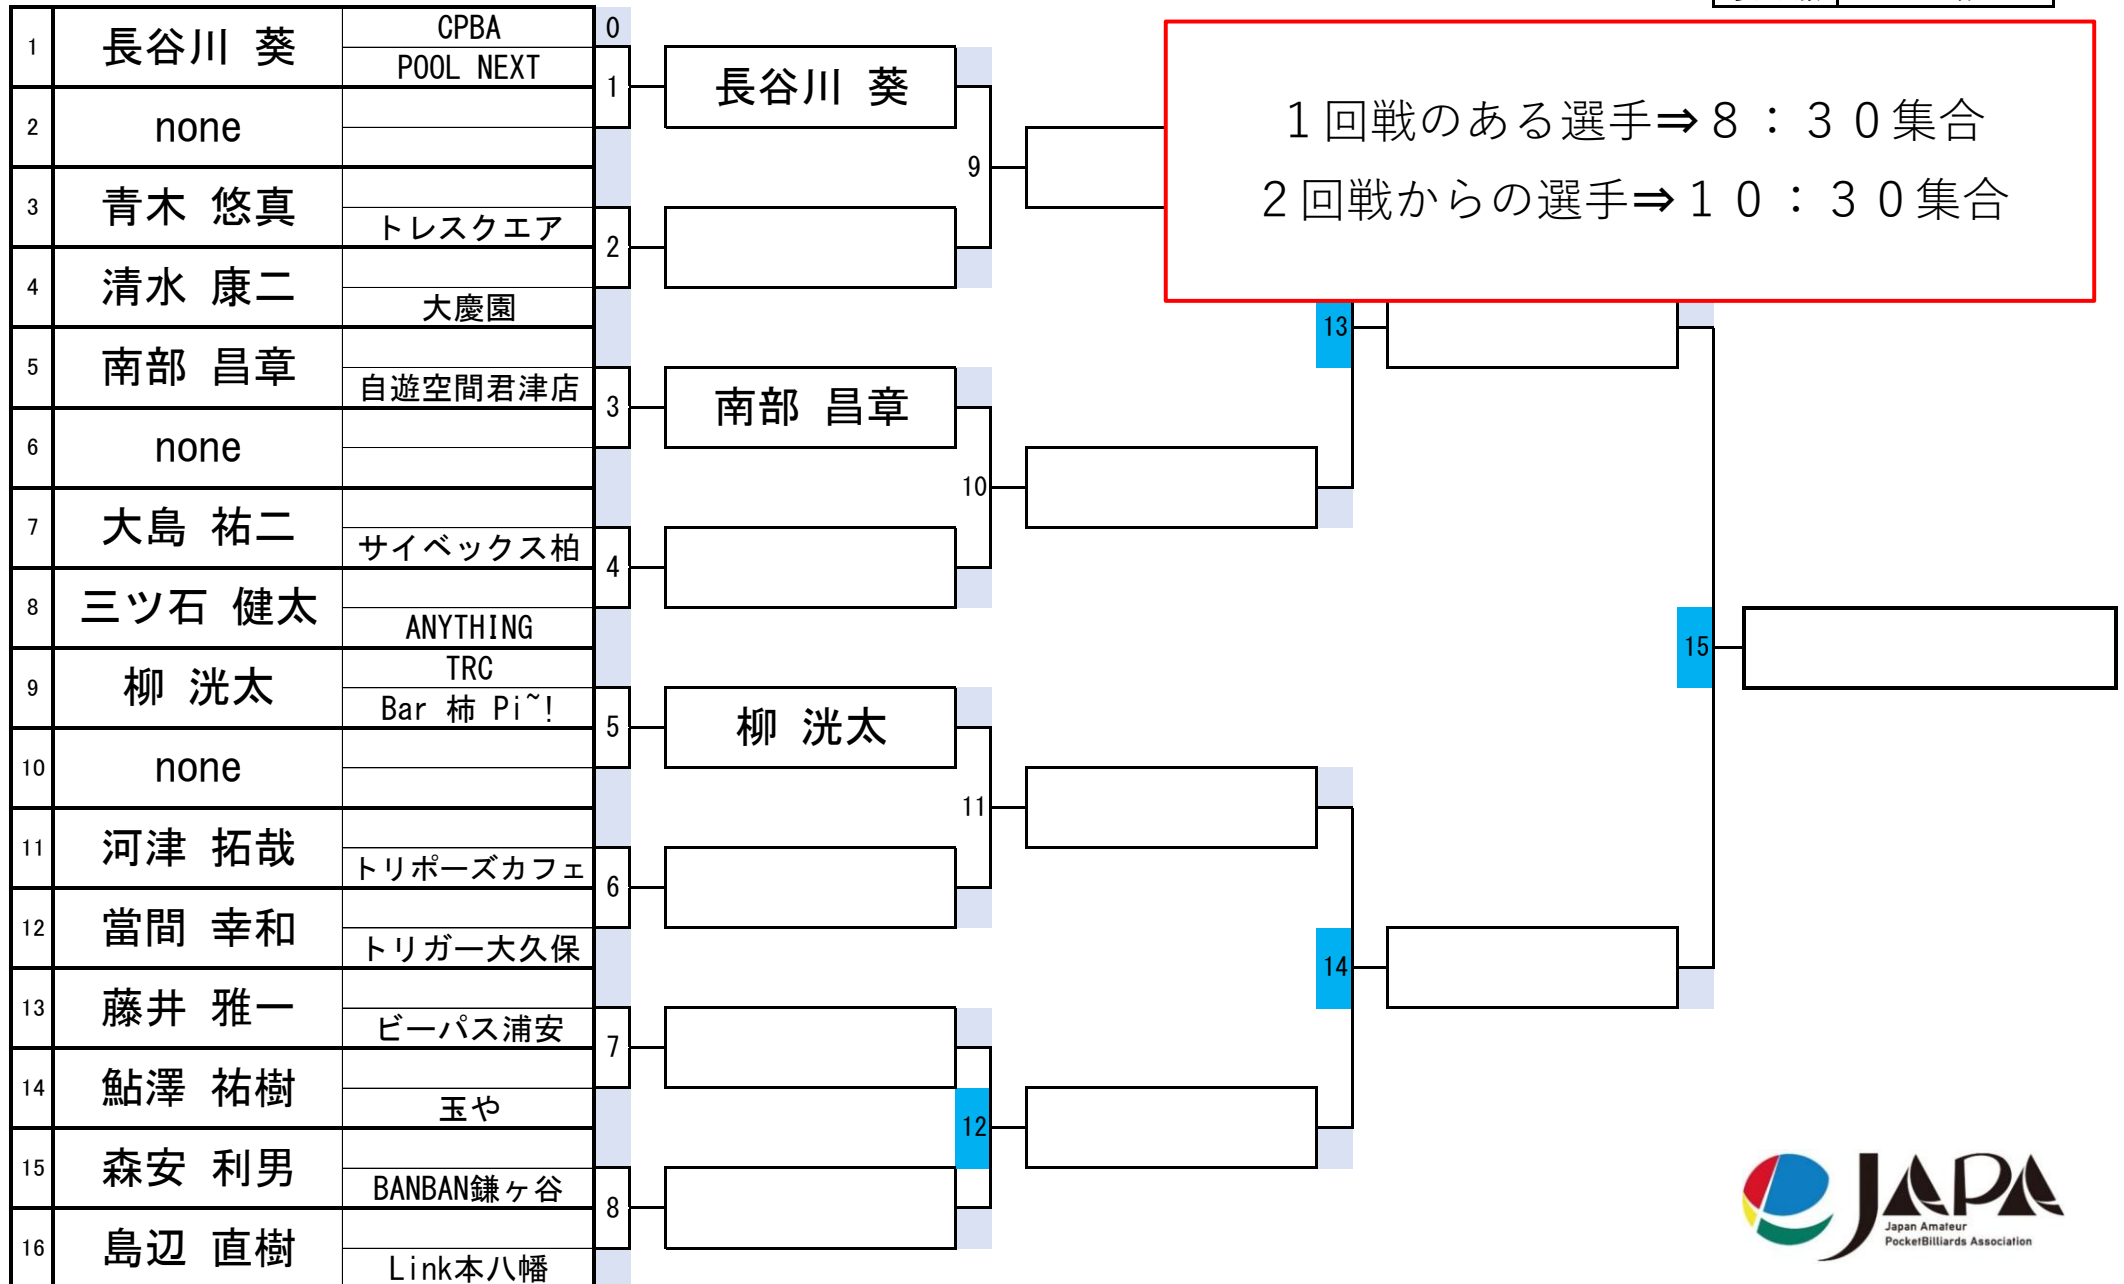 1 長谷川 葵 CPBA 0
POOL NEXT
1 長谷川 葵
2 none
１回戦のある選手⇒８：３０集合
２回戦からの選手⇒１０：３０集合
9
3 青木 悠真
トレスクエア
2
4 清水 康二
大慶園
13
5 南部 昌章
自遊空間君津店
3 南部 昌章
6 none
10
7 大島 祐二
サイベックス柏
4
8 三ツ石 健太
ANYTHING
15
9 柳 洸太 TRC
Bar 柿 Pi~!
5 柳 洸太
10 none
11
11 河津 拓哉
トリポーズカフェ
6
12 當間 幸和
トリガー大久保
14
13 藤井 雅一
ビーパス浦安
7
14 鮎澤 祐樹
玉や
12
15 森安 利男
BANBAN鎌ヶ谷
8
16 島辺 直樹
Link本八幡
JAPA
Japan Amateur
PocketBilliards Association